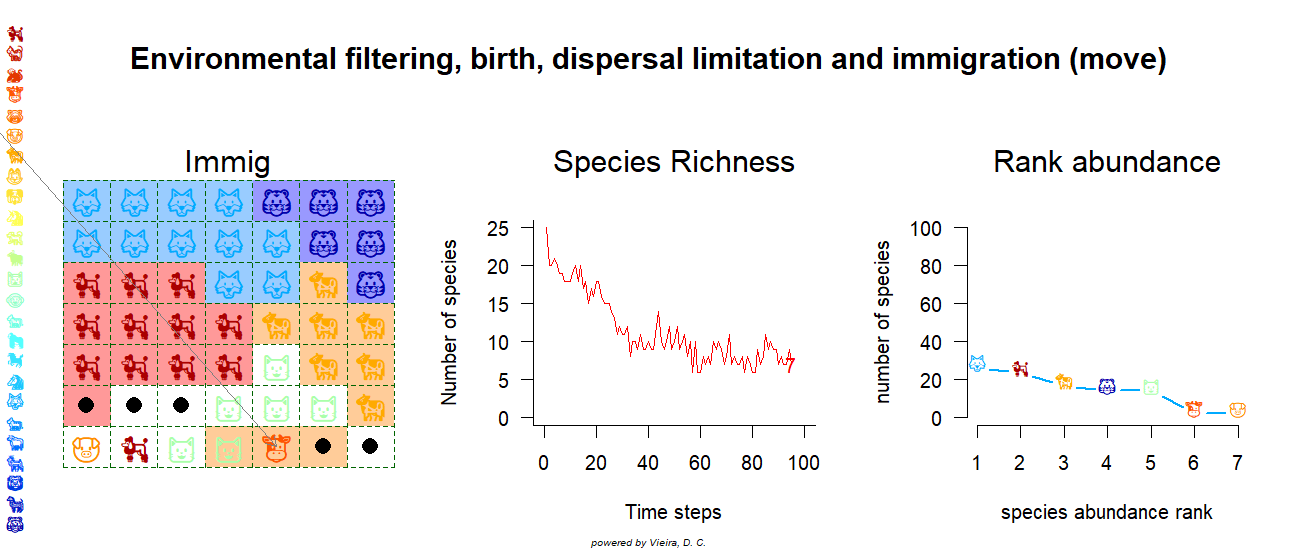 Environmental filtering, birth, dispersal limitation and immigration (move)
Immig
Species Richness
Number of species
25
20
15
10
5
0
7
0 20 40 60 80 100
Time steps
Rank abundance
number of species
100
80
60
40
20
0
1 2 3 4 5 6 7
species abundance rank
powered by Vieira, D. C.